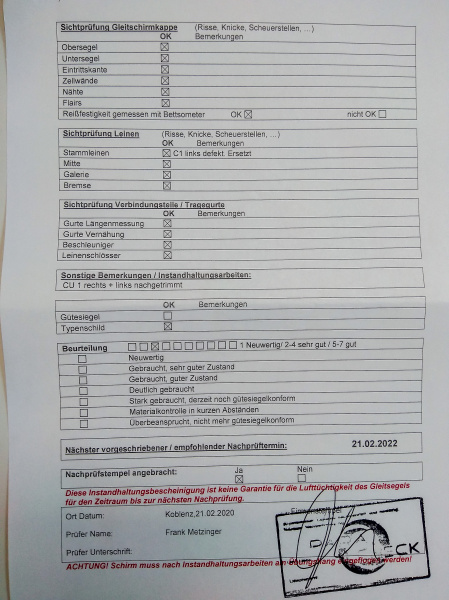 Sichtprüfung Gleitschirmkappe (Risse, Knicke, Scheuerstellen, ...)
OK Bemerkungen
Obersegel ☒
Untersegel ☒
Eintrittskante ☒
Zellwände ☒
Nähte ☒
Flairs ☒
Reißfestigkeit gemessen mit Bettsometer OK ☒ nicht OK ☐
Sichtprüfung Leinen (Risse, Knicke, Scheuerstellen, ...)
OK Bemerkungen
Stammleinen ☒ C1 links defekt. Ersetzt
Mitte ☒
Galerie ☒
Bremse ☒
Sichtprüfung Verbindungsteile / Tragegurte
OK Bemerkungen
Gurte Längenmessung ☒
Gurte Vernähung ☒
Beschleuniger ☒
Leinenschlösser ☒
Sonstige Bemerkungen / Instandhaltungsarbeiten:
CU 1 rechts + links nachgetrimmt
OK Bemerkungen
Gütesiegel ☐
Typenschild ☒
Beurteilung ☐ ☐ ☒ ☐ ☐ ☐ ☐ ☐ ☐ ☐ 1 Neuwertig/ 2-4 sehr gut / 5-7 gut
☐ Neuwertig
☐ Gebraucht, sehr guter Zustand
☐ Gebraucht, guter Zustand
☐ Deutlich gebraucht
☐ Stark gebraucht, derzeit noch gütesiegelkonform
☐ Materialkontrolle in kurzen Abständen
☐ Überbeansprucht, nicht mehr gütesiegelkonform
Nächster vorgeschriebener / empfohlener Nachprüftermin: 21.02.2022
Nachprüfstempel angebracht: Ja ☒ Nein ☐
Diese Instandhaltungsbescheinigung ist keine Garantie für die Lufttüchtigkeit des Gleitsegels
für den Zeitraum bis zur nächsten Nachprüfung.
Ort Datum: Koblenz,21.02.2020
Prüfer Name: Frank Metzinger
Prüfer Unterschrift:
ECK
ACHTUNG! Schirm muss nach Instandhaltungsarbeiten am Übungshang eingeflogen werden!